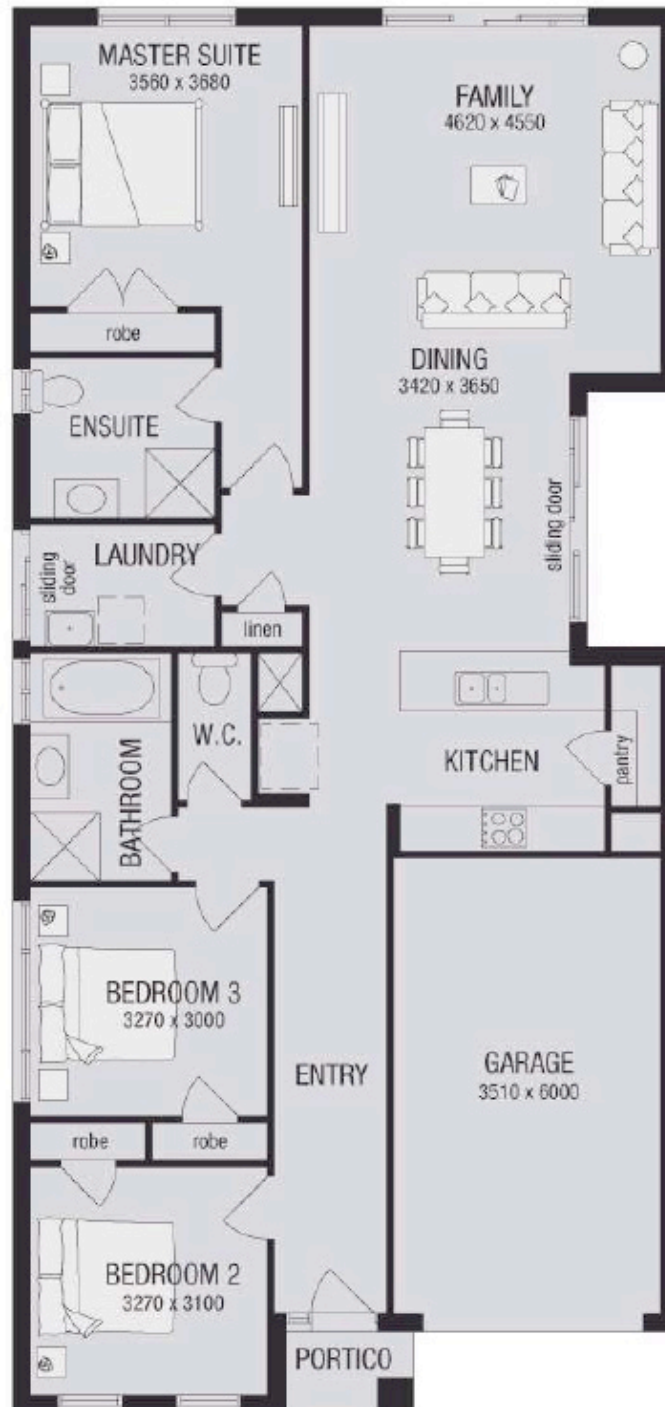 MASTER SUITE
3560 x 3680
FAMILY
4620 x 4550
robe
DINING
3420 x 3650
ENSUITE
sliding door
LAUNDRY
sliding
door
linen
W.C.
KITCHEN
pantry
BATHROOM
BEDROOM 3
3270 x 3000
ENTRY
GARAGE
3510 x 6000
robe
robe
BEDROOM 2
3270 x 3100
PORTICO